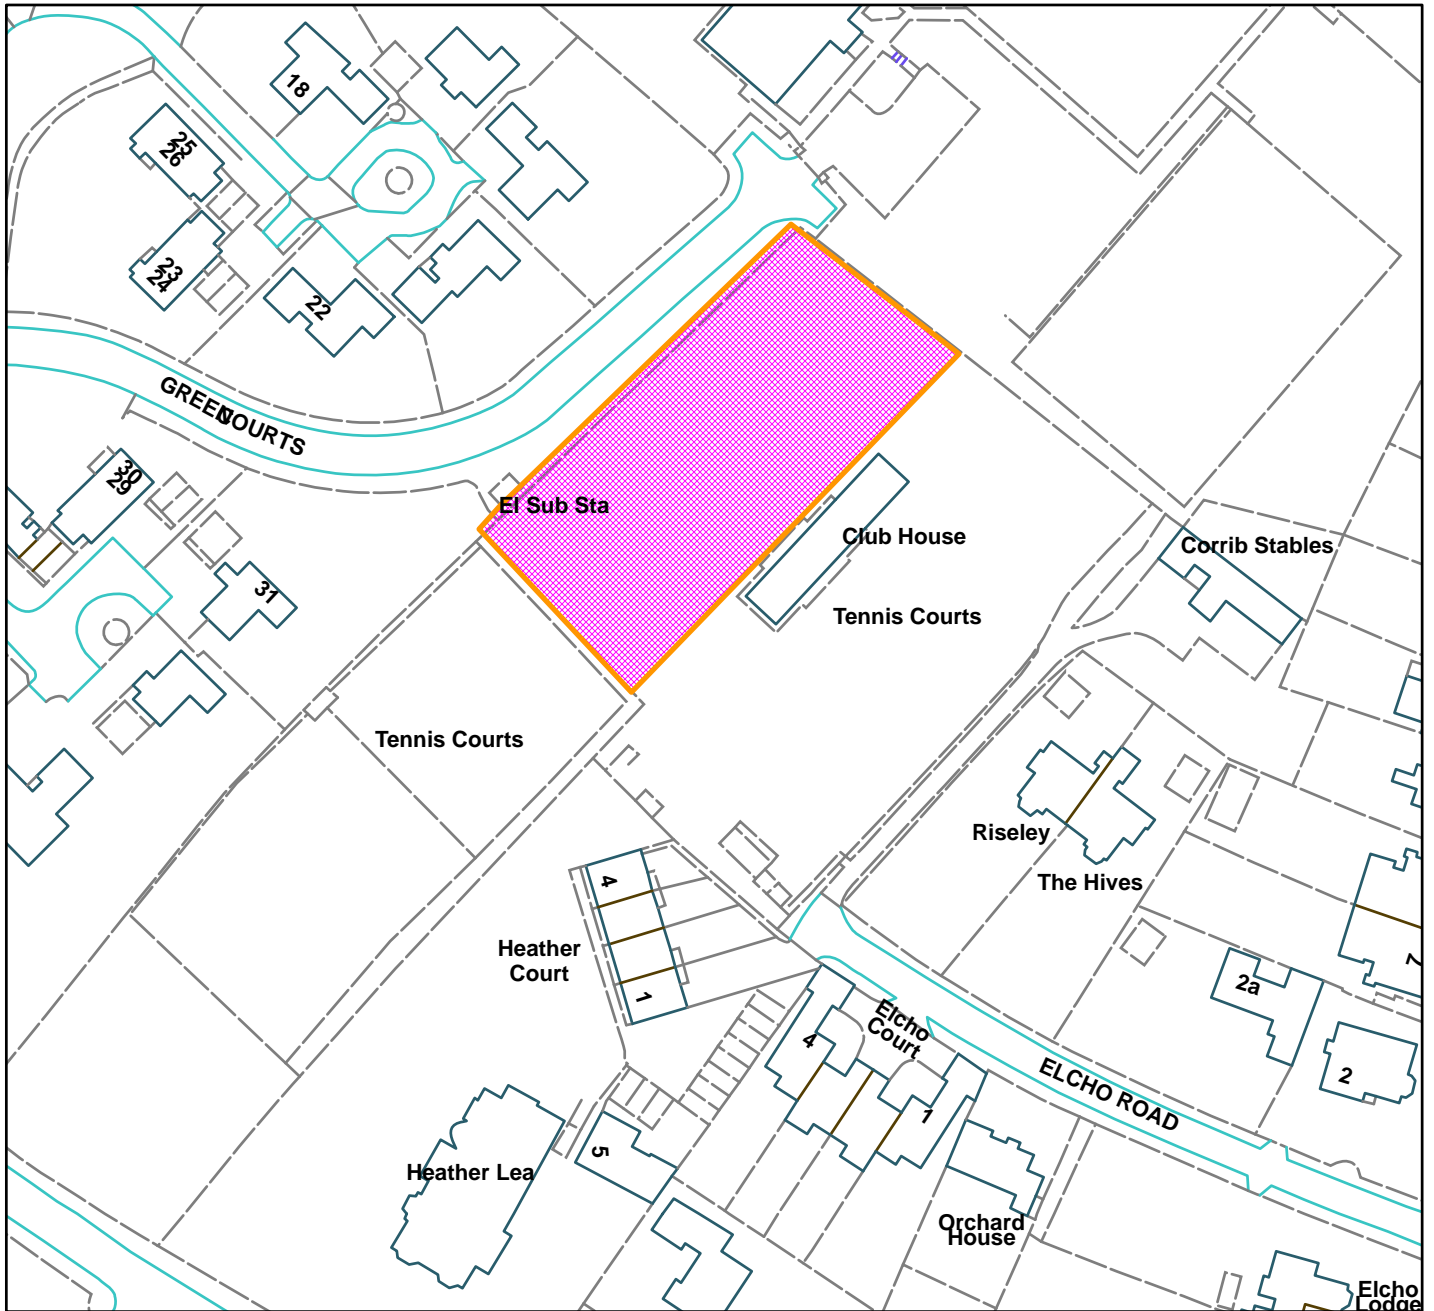 18
25
26
23
24
22
GREENCOURTS
30
29
31
El Sub Sta
Club House
Tennis Courts
Corrib Stables
Tennis Courts
Riseley
The Hives
4
Heather
Court
1
2a
7
2
Elcho
Court
4
1
ELCHO ROAD
5
Heather Lea
Orchard
House
Elcho
Lodge